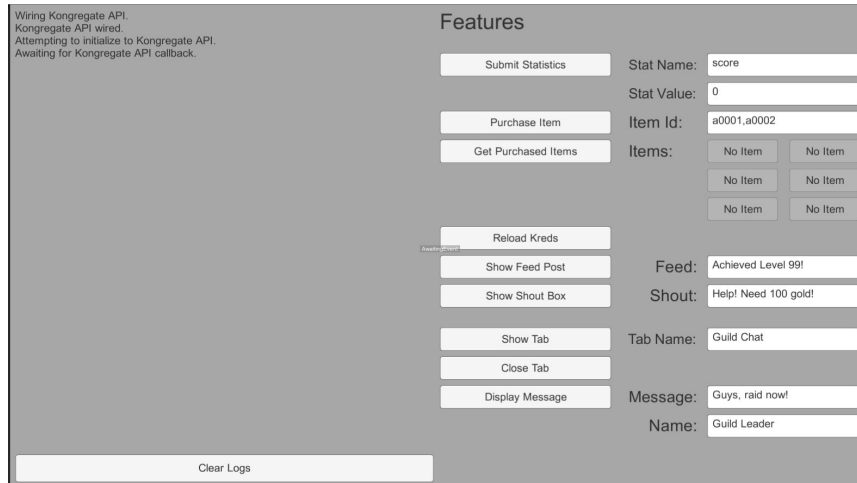 Wiring Kongregate API.
Kongregate API wired.
Attempting to initialize to Kongregate API.
Awaiting for Kongregate API callback.
Features
Submit Statistics Stat Name: score
Stat Value: 0
Purchase Item Item Id: a0001,a0002
Get Purchased Items Items: No Item No Item
No Item No Item
No Item No Item
Reload Kreds
AwaitingEvent
Show Feed Post Feed: Achieved Level 99!
Show Shout Box Shout: Help! Need 100 gold!
Show Tab Tab Name: Guild Chat
Close Tab
Display Message Message: Guys, raid now!
Name: Guild Leader
Clear Logs